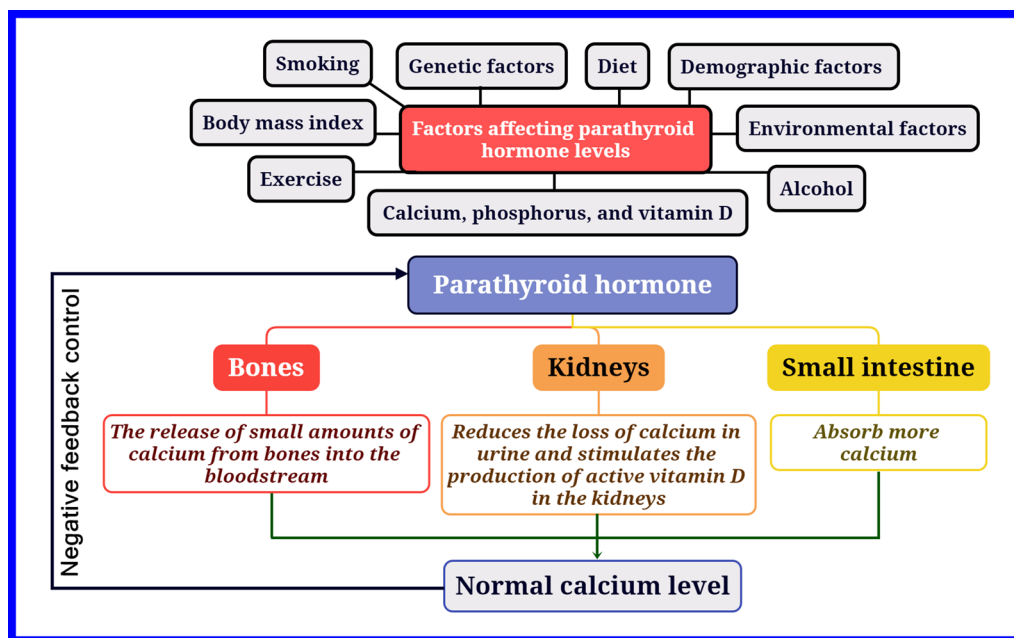 Smoking
Genetic factors
Diet
Demographic factors
Body mass index
Factors affecting parathyroid
hormone levels
Environmental factors
Exercise
Alcohol
Calcium, phosphorus, and vitamin D
Parathyroid hormone
Negative feedback control
Bones
Kidneys
Small intestine
The release of small amounts of
calcium from bones into the
bloodstream
Reduces the loss of calcium in
urine and stimulates the
production of active vitamin D
in the kidneys
Absorb more
calcium
Normal calcium level